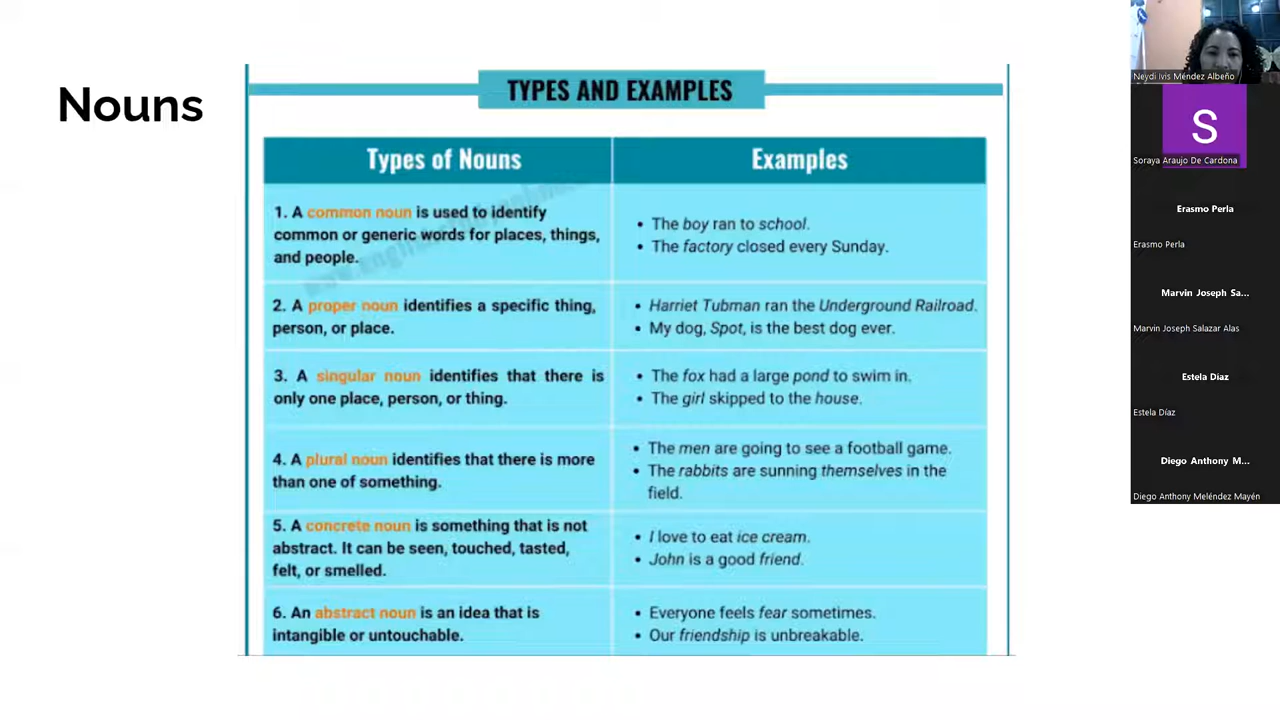 Nouns
TYPES AND EXAMPLES
Types of Nouns
Examples
1. A common noun is used to identify
common or generic words for places, things,
and people.
• The boy ran to school.
• The factory closed every Sunday.
2. A proper noun identifies a specific thing,
person, or place.
• Harriet Tubman ran the Underground Railroad.
• My dog, Spot, is the best dog ever.
3. A singular noun identifies that there is
only one place, person, or thing.
• The fox had a large pond to swim in.
• The girl skipped to the house.
4. A plural noun identifies that there is more
than one of something.
• The men are going to see a football game.
• The rabbits are sunning themselves in the
field.
5. A concrete noun is something that is not
abstract. It can be seen, touched, tasted,
felt, or smelled.
• I love to eat ice cream.
• John is a good friend.
6. An abstract noun is an idea that is
intangible or untouchable.
• Everyone feels fear sometimes.
• Our friendship is unbreakable.
Neydi Ivis Méndez Albeño
S
Soraya Araujo De Cardona
Erasmo Perla
Erasmo Perla
Marvin Joseph Sa...
Marvin Joseph Salazar Alas
Estela Díaz
Estela Díaz
Diego Anthony M...
Diego Anthony Meléndez Mayén